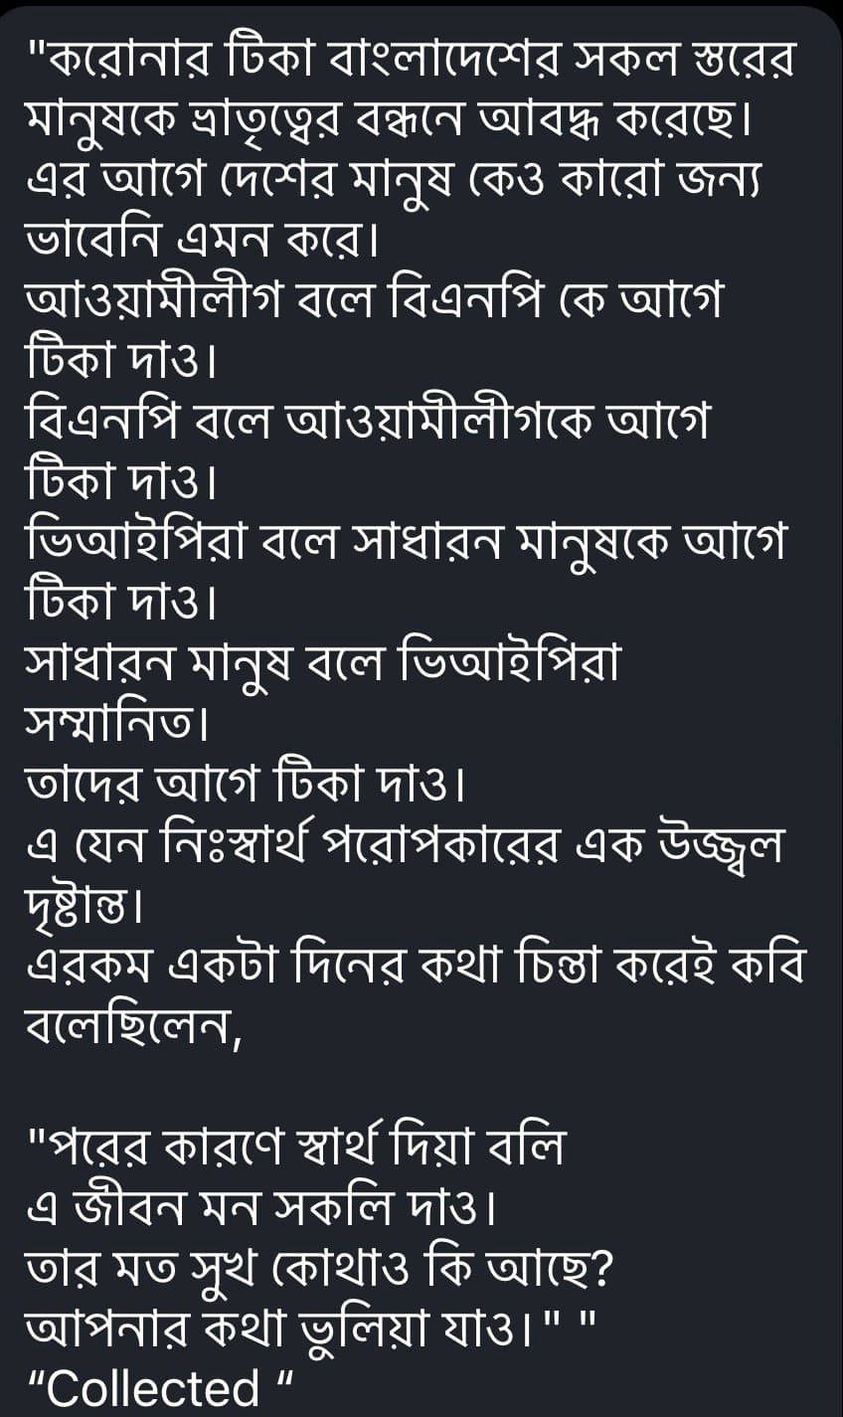 "করোনার টিকা বাংলাদেশের সকল স্তরের
মানুষকে ভ্রাতৃত্বের বন্ধনে আবদ্ধ করেছে।
এর আগে দেশের মানুষ কেও কারো জন্য
ভাবেনি এমন করে।
আওয়ামীলীগ বলে বিএনপি কে আগে
টিকা দাও।
বিএনপি বলে আওয়ামীলীগকে আগে
টিকা দাও।
ভিআইপিরা বলে সাধারন মানুষকে আগে
টিকা দাও।
সাধারন মানুষ বলে ভিআইপিরা
সম্মানিত।
তাদের আগে টিকা দাও।
এ যেন নিঃস্বার্থ পরোপকারের এক উজ্জ্বল
দৃষ্টান্ত।
এরকম একটা দিনের কথা চিন্তা করেই কবি
বলেছিলেন,
"পরের কারণে স্বার্থ দিয়া বলি
এ জীবন মন সকলি দাও।
তার মত সুখ কোথাও কি আছে?
আপনার কথা ভুলিয়া যাও।" "
“Collected “